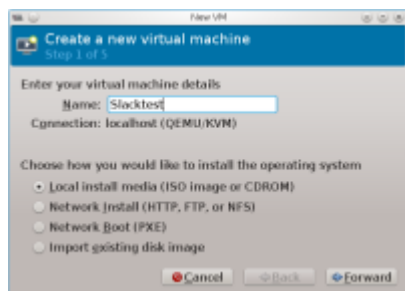 New VM
Create a new virtual machine
Step 1 of 5
Enter your virtual machine details
Name: Slacktest
Connection: localhost (QEMU/KVM)
Choose how you would like to install the operating system
Local install media (ISO image or CDROM)
Network Install (HTTP, FTP, or NFS)
Network Boot (PXE)
Import existing disk image
Cancel Back Forward